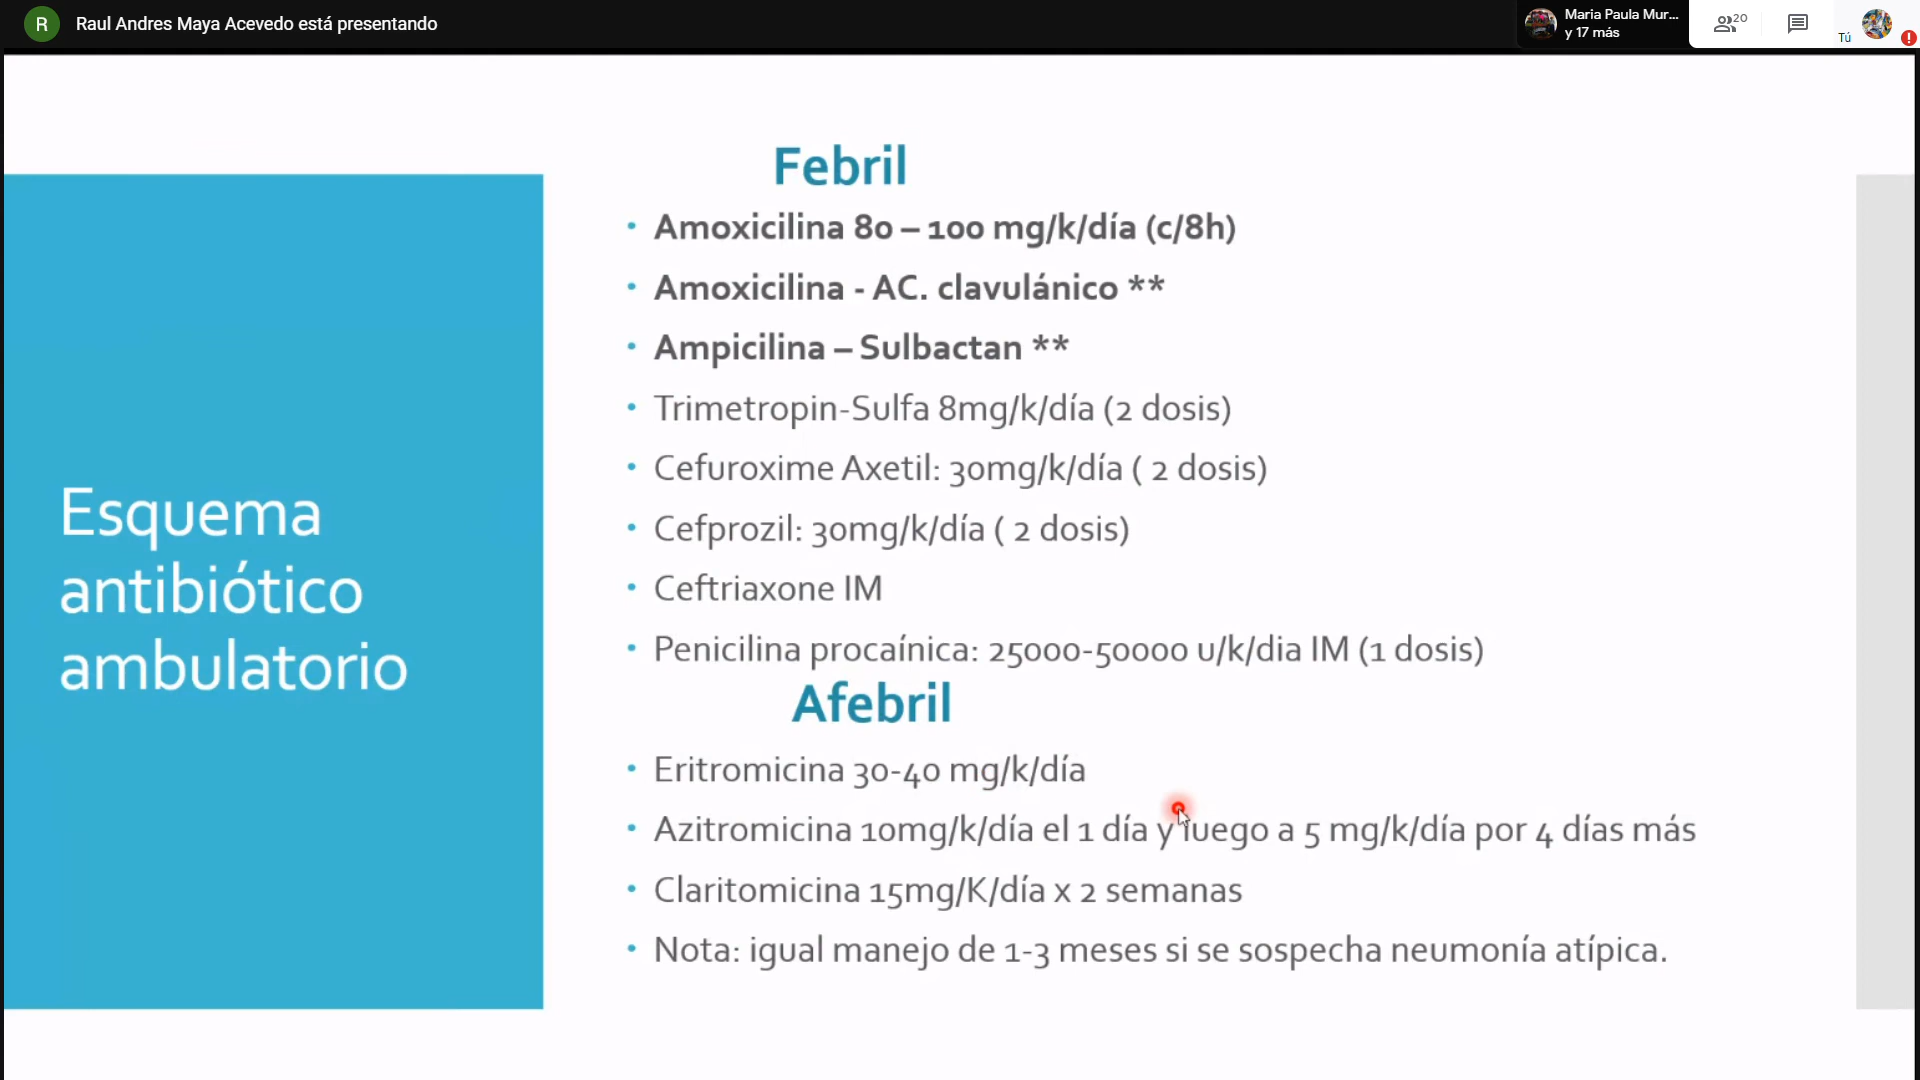 R
Raul Andres Maya Acevedo está presentando
Maria Paula Mur...
y 17 más
20
Tú
Febril
• Amoxicilina 80 – 100 mg/k/día (c/8h)
• Amoxicilina - AC. clavulánico **
• Ampicilina – Sulbactan **
• Trimetropin-Sulfa 8mg/k/día (2 dosis)
• Cefuroxime Axetil: 30mg/k/día ( 2 dosis)
• Cefprozil: 30mg/k/día ( 2 dosis)
• Ceftriaxone IM
• Penicilina procaínica: 25000-50000 u/k/dia IM (1 dosis)
Afebril
• Eritromicina 30-40 mg/k/día
• Azitromicina 10mg/k/día el 1 día y luego a 5 mg/k/día por 4 días más
• Claritomicina 15mg/K/día x 2 semanas
• Nota: igual manejo de 1-3 meses si se sospecha neumonía atípica.
Esquema
antibiótico
ambulatorio